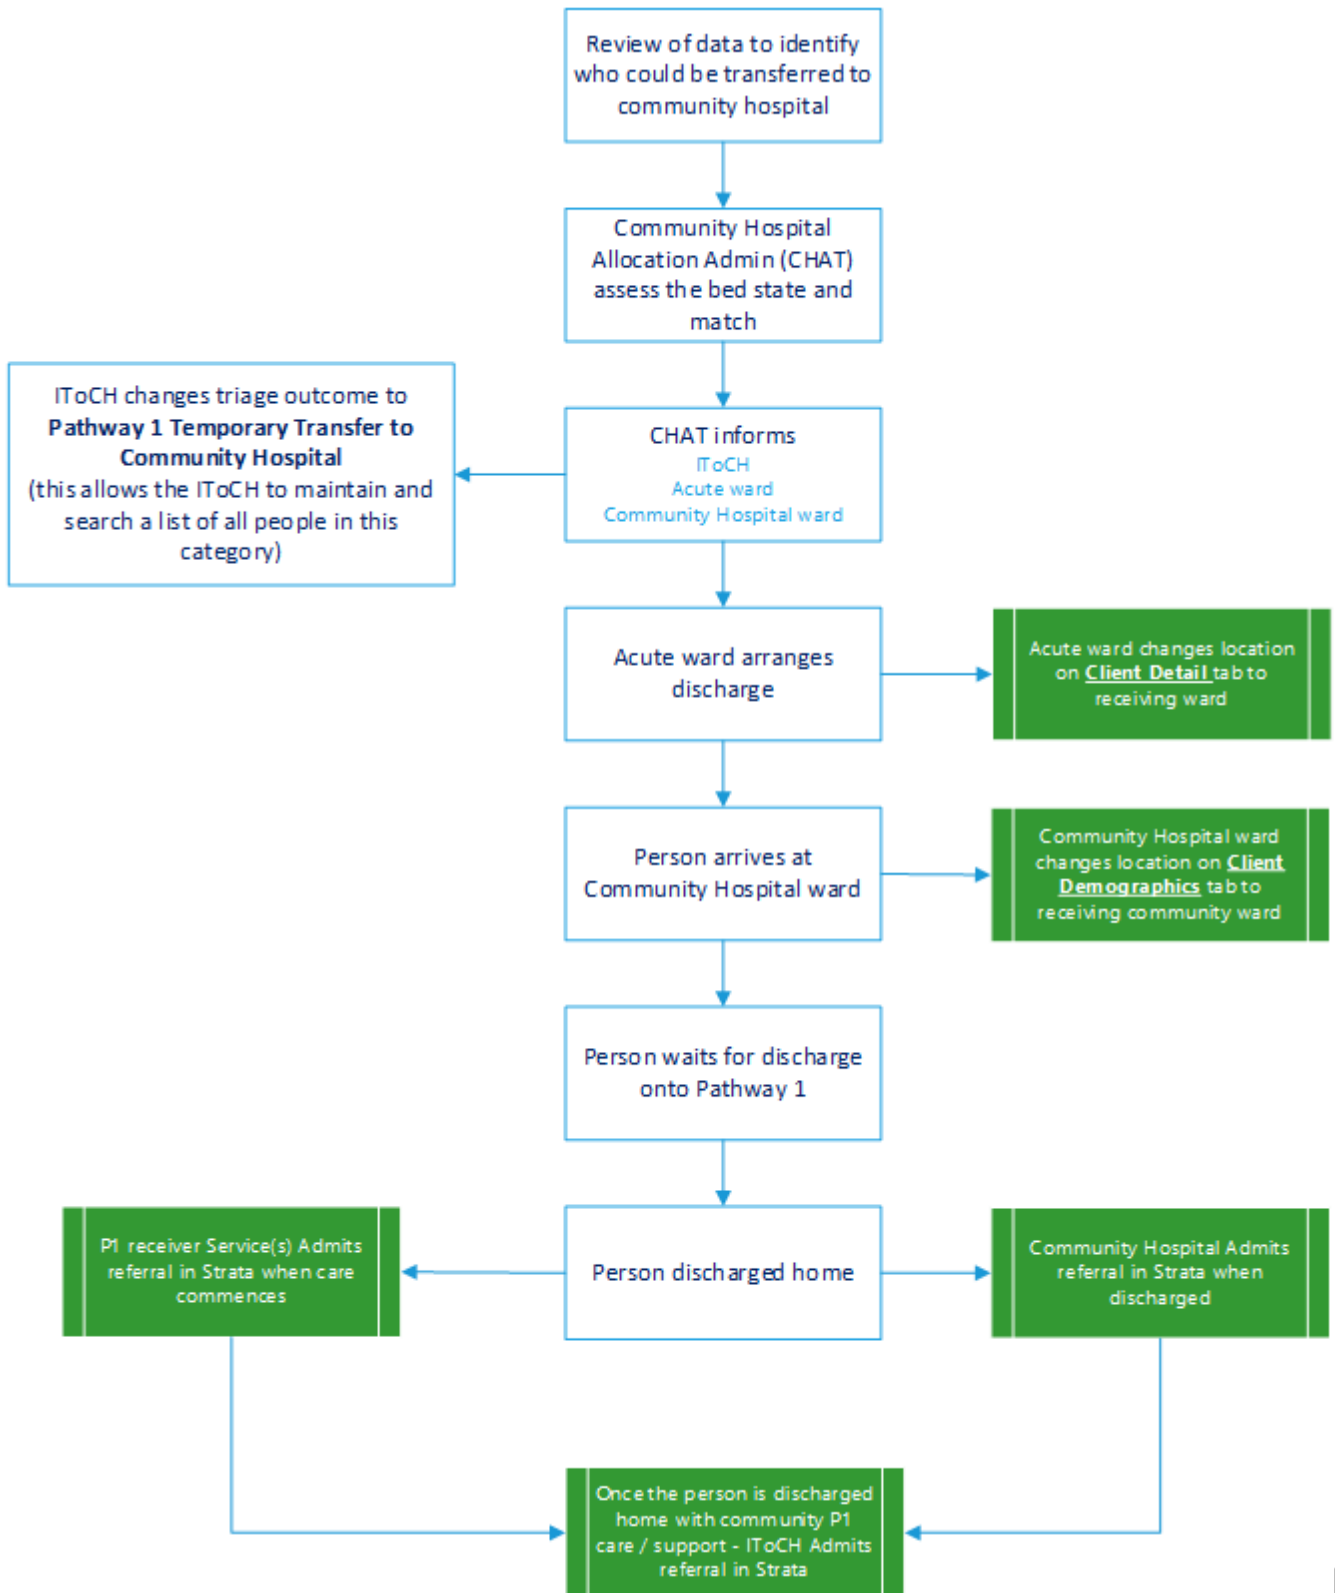 Review of data to identify
who could be transferred to
community hospital
Community Hospital
Allocation Admin (CHAT)
assess the bed state and
match
IToCH changes triage outcome to
Pathway 1 Temporary Transfer to
Community Hospital
(this allows the IToCH to maintain and
search a list of all people in this
category)
CHAT informs
IToCH
Acute ward
Community Hospital ward
Acute ward arranges
discharge
Acute ward changes location
on Client Detail tab to
receiving ward
Person arrives at
Community Hospital ward
Community Hospital ward
changes location on Client
Demographics tab to
receiving community ward
Person waits for discharge
onto Pathway 1
P1 receiver Service(s) Admits
referral in Strata when care
commences
Person discharged home
Community Hospital Admits
referral in Strata when
discharged
Once the person is discharged
home with community P1
care / support - IToCH Admits
referral in Strata